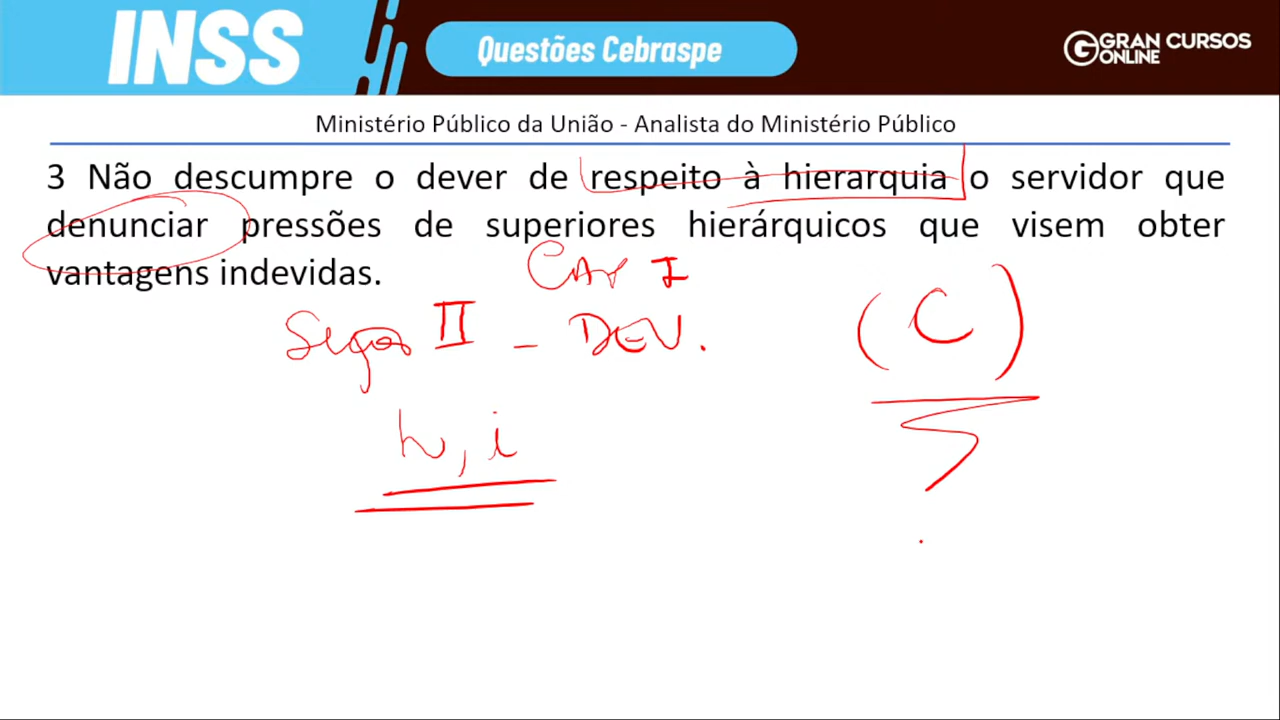 INSS
Questões Cebraspe
GRAN CURSOS
ONLINE
Ministério Público da União - Analista do Ministério Público
3 Não descumpre o dever de respeito à hierarquia o servidor que
denunciar pressões de superiores hierárquicos que visem obter
vantagens indevidas.
CAP I
Seção II - DEV.
(C)
h, i